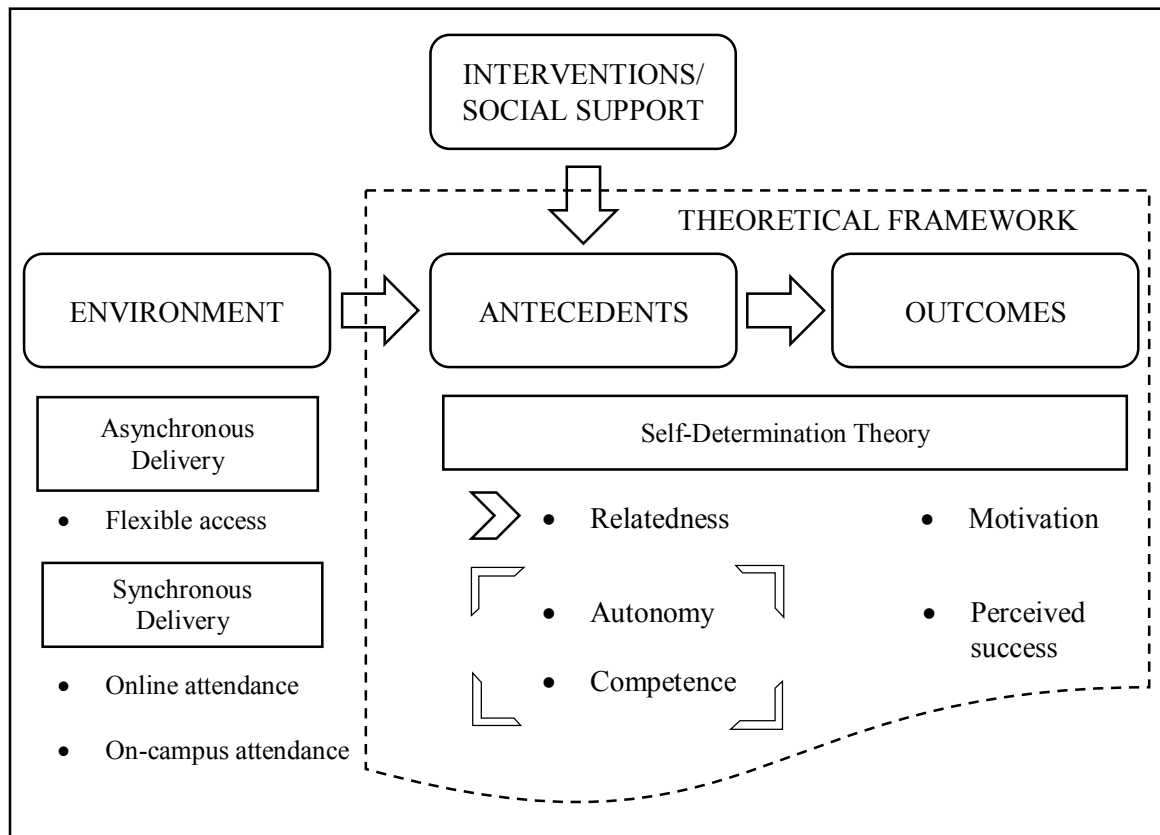 INTERVENTIONS/
SOCIAL SUPPORT
THEORETICAL FRAMEWORK
ENVIRONMENT
ANTECEDENTS
OUTCOMES
Asynchronous
Delivery
• Flexible access
Synchronous
Delivery
• Online attendance
• On-campus attendance
Self-Determination Theory
• Relatedness
• Autonomy
• Competence
• Motivation
• Perceived
success